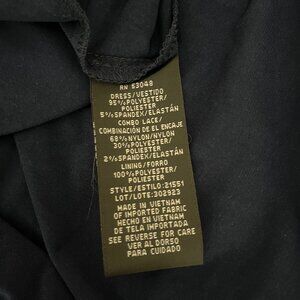 RN 53048
DRESS/VESTIDO
95%POLYESTER/
POLIESTER
5%SPANDEX/ELASTÁN
COMBO LACE/
COMBINACIÓN DE EL ENCAJE
68%NYLON/NYLON
30%POLYESTER/
POLIESTER
2%SPANDEX/ELASTÁN
LINING/FORRO
100%POLYESTER/
POLIESTER
STYLE/ESTILO:21551
LOT/LOTE:302923
MADE IN VIETNAM
OF IMPORTED FABRIC
HECHO EN VIETNAM
DE TELA IMPORTADA
SEE REVERSE FOR CARE
VER AL DORSO
PARA CUIDADO